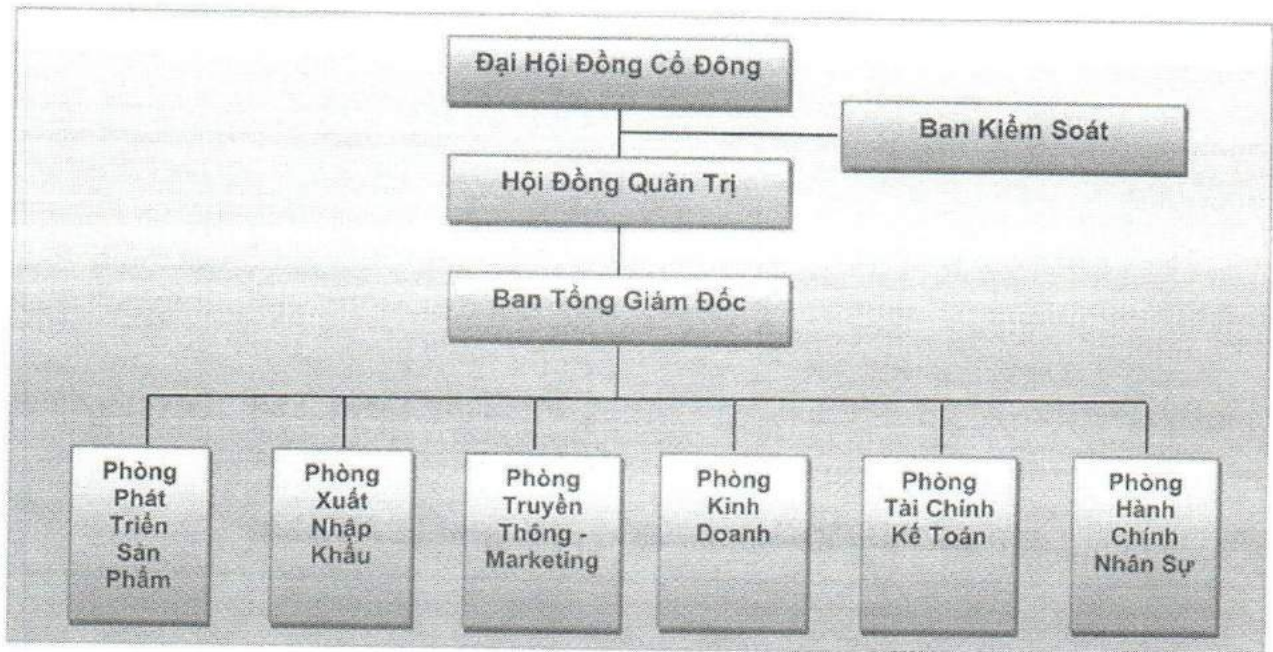 Đại Hội Đồng Cổ Đông
Ban Kiểm Soát
Hội Đồng Quản Trị
Ban Tổng Giám Đốc
Phòng
Phát
Triển
Sản
Phẩm
Phòng
Xuất
Nhập
Khẩu
Phòng
Truyền
Thông -
Marketing
Phòng
Kinh
Doanh
Phòng
Tài Chính
Kế Toán
Phòng
Hành
Chính
Nhân Sự